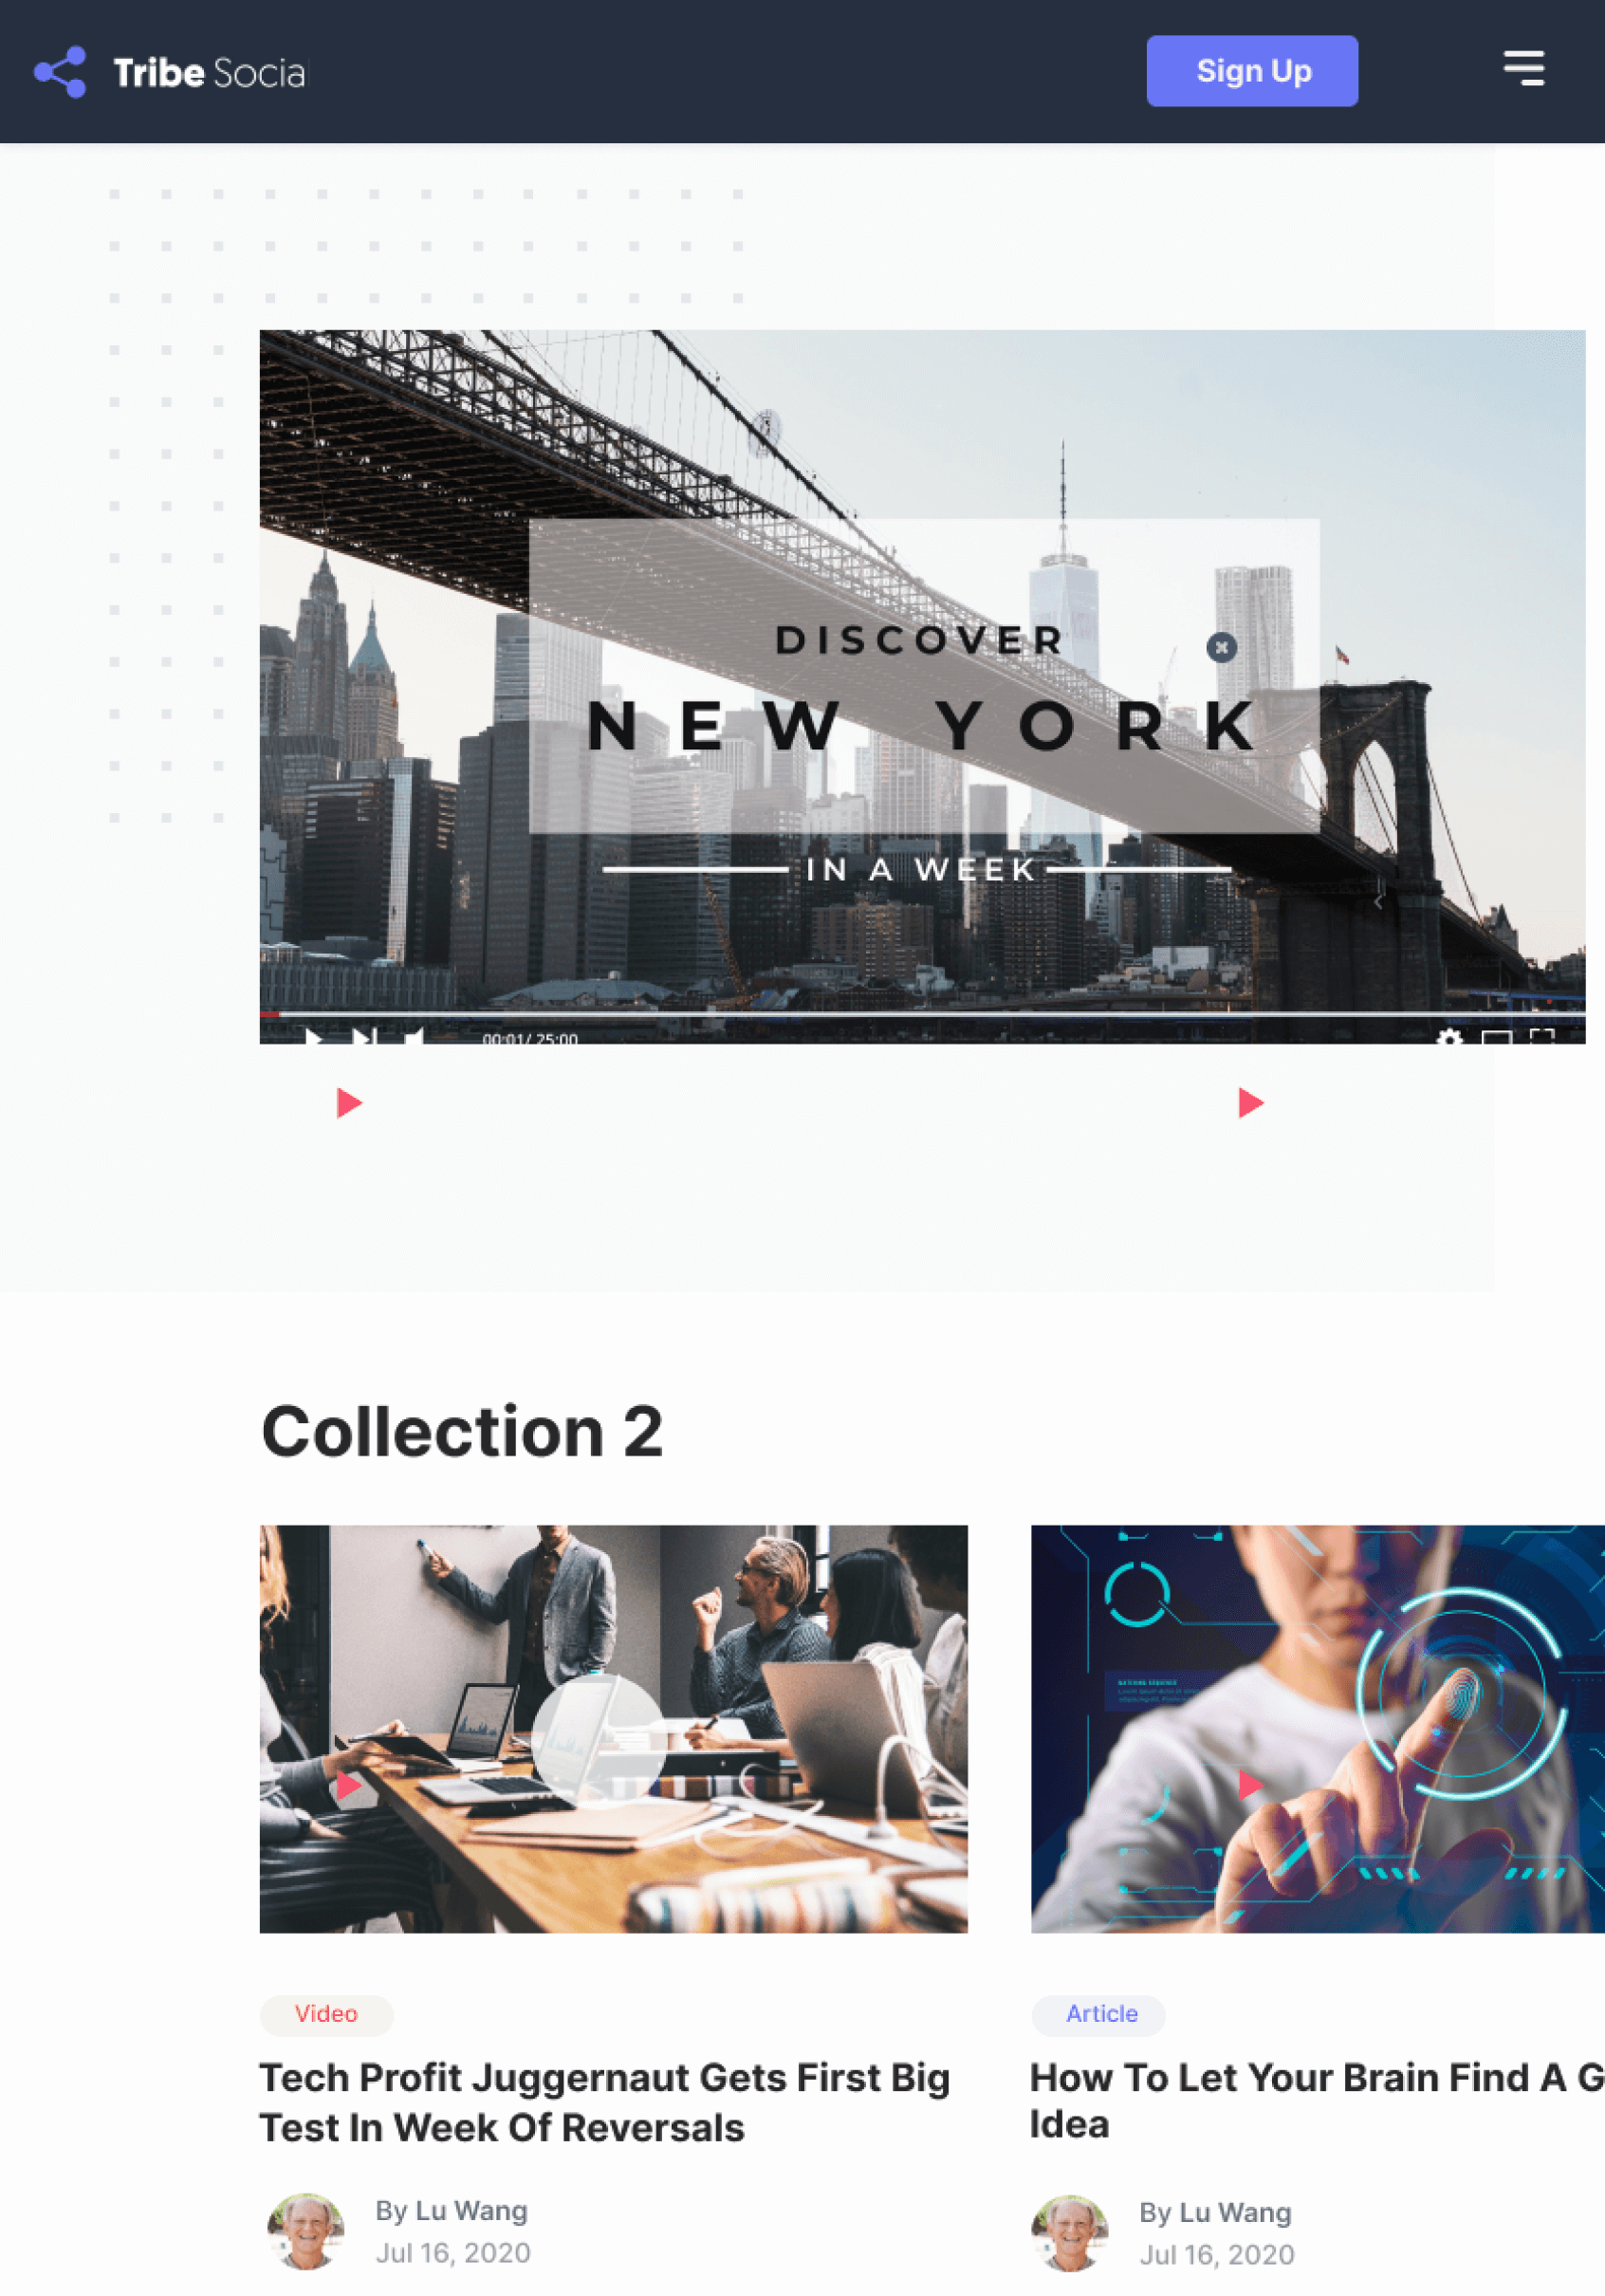 Tribe Socia
Sign Up
DISCOVER
NEW YORK
IN A WEEK
00:01/ 25:00
Collection 2
Video
Article
Tech Profit Juggernaut Gets First Big
Test In Week Of Reversals
How To Let Your Brain Find A G
Idea
By Lu Wang
Jul 16, 2020
By Lu Wang
Jul 16, 2020